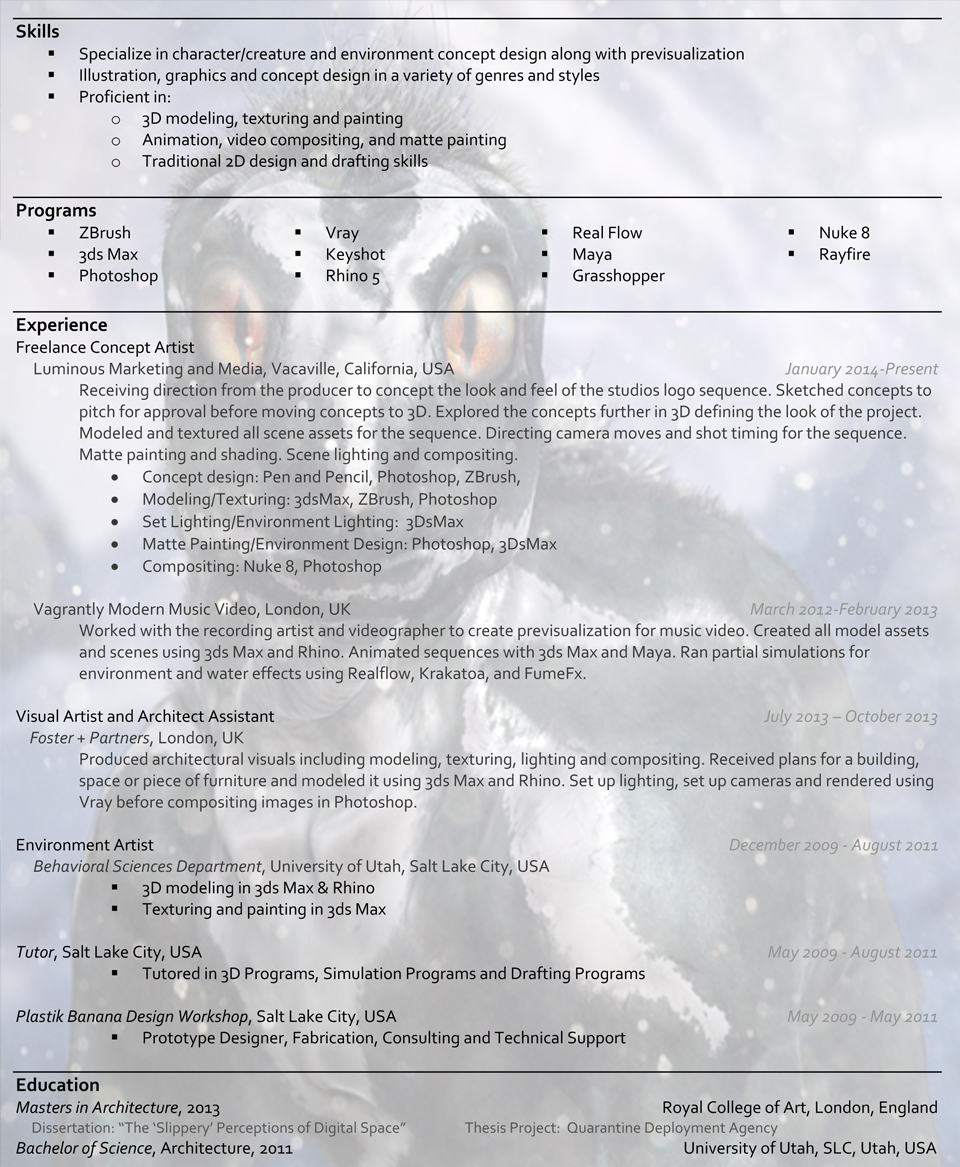 Skills
▪ Specialize in character/creature and environment concept design along with previsualization
▪ Illustration, graphics and concept design in a variety of genres and styles
▪ Proficient in:
o 3D modeling, texturing and painting
o Animation, video compositing, and matte painting
o Traditional 2D design and drafting skills
Programs
▪ ZBrush ▪ Vray ▪ Real Flow ▪ Nuke 8
▪ 3ds Max ▪ Keyshot ▪ Maya ▪ Rayfire
▪ Photoshop ▪ Rhino 5 ▪ Grasshopper
Experience
Freelance Concept Artist
Luminous Marketing and Media, Vacaville, California, USA January 2014-Present
Receiving direction from the producer to concept the look and feel of the studios logo sequence. Sketched concepts to
pitch for approval before moving concepts to 3D. Explored the concepts further in 3D defining the look of the project.
Modeled and textured all scene assets for the sequence. Directing camera moves and shot timing for the sequence.
Matte painting and shading. Scene lighting and compositing.
• Concept design: Pen and Pencil, Photoshop, ZBrush,
• Modeling/Texturing: 3dsMax, ZBrush, Photoshop
• Set Lighting/Environment Lighting: 3DsMax
• Matte Painting/Environment Design: Photoshop, 3DsMax
• Compositing: Nuke 8, Photoshop
Vagrantly Modern Music Video, London, UK March 2012-February 2013
Worked with the recording artist and videographer to create previsualization for music video. Created all model assets
and scenes using 3ds Max and Rhino. Animated sequences with 3ds Max and Maya. Ran partial simulations for
environment and water effects using Realflow, Krakatoa, and FumeFx.
Visual Artist and Architect Assistant July 2013 – October 2013
Foster + Partners, London, UK
Produced architectural visuals including modeling, texturing, lighting and compositing. Received plans for a building,
space or piece of furniture and modeled it using 3ds Max and Rhino. Set up lighting, set up cameras and rendered using
Vray before compositing images in Photoshop.
Environment Artist December 2009 - August 2011
Behavioral Sciences Department, University of Utah, Salt Lake City, USA
▪ 3D modeling in 3ds Max & Rhino
▪ Texturing and painting in 3ds Max
Tutor, Salt Lake City, USA May 2009 - August 2011
▪ Tutored in 3D Programs, Simulation Programs and Drafting Programs
Plastik Banana Design Workshop, Salt Lake City, USA May 2009 - May 2011
▪ Prototype Designer, Fabrication, Consulting and Technical Support
Education
Masters in Architecture, 2013 Royal College of Art, London, England
Dissertation: “The ‘Slippery’ Perceptions of Digital Space” Thesis Project: Quarantine Deployment Agency
Bachelor of Science, Architecture, 2011 University of Utah, SLC, Utah, USA